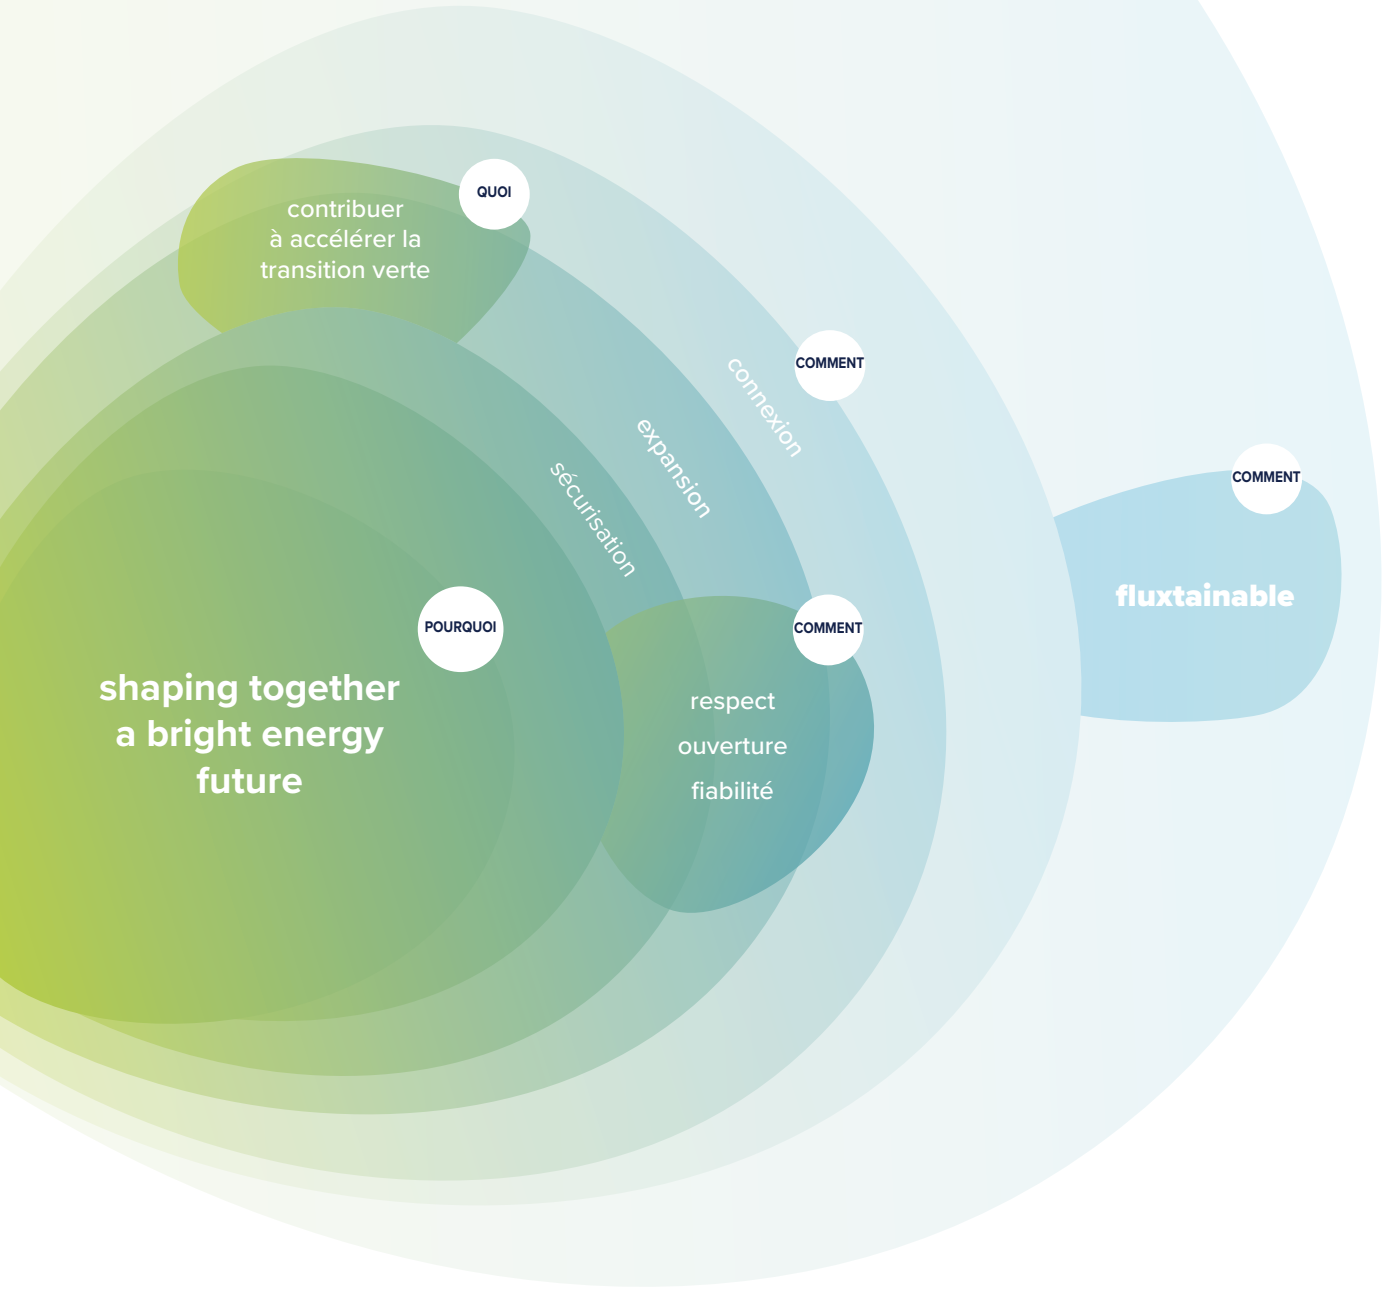 QUOI
contribuer
à accélérer la
transition verte
COMMENT
connexion
expansion
sécurisation
COMMENT
fluxtainable
POURQUOI
shaping together
a bright energy
future
COMMENT
respect
ouverture
fiabilité